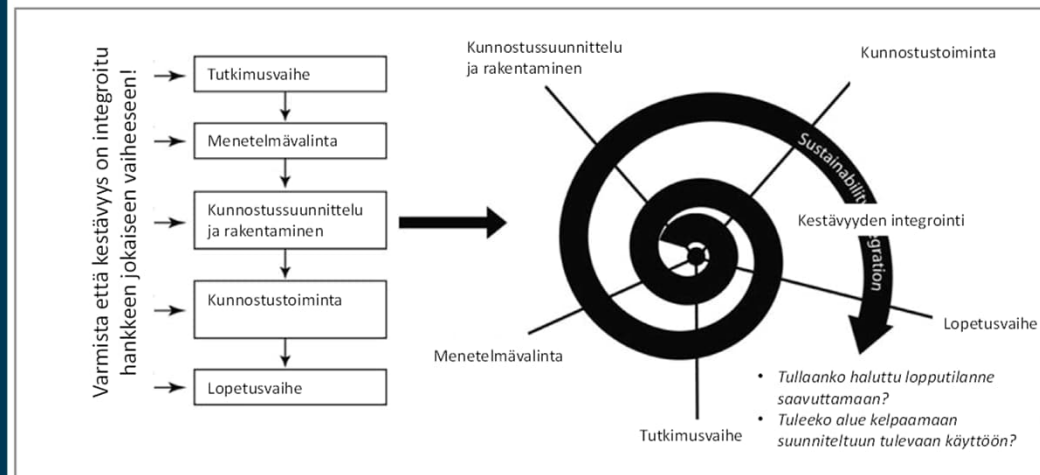 Varmista että kestävyys on integroitu
hankkeen jokaiseen vaiheeseen!
Tutkimusvaihe
Menetelmävalinta
Kunnostussuunnittelu
ja rakentaminen
Kunnostustoiminta
Lopetusvaihe
Kunnostussuunnittelu
ja rakentaminen
Kunnostustoiminta
Sustainability
Kestävyyden integrointi
egration
Lopetusvaihe
Menetelmävalinta
Tutkimusvaihe
• Tullaanko haluttu lopputilanne
saavuttamaan?
• Tuleeko alue kelpaamaan
suunniteltuun tulevaan käyttöön?